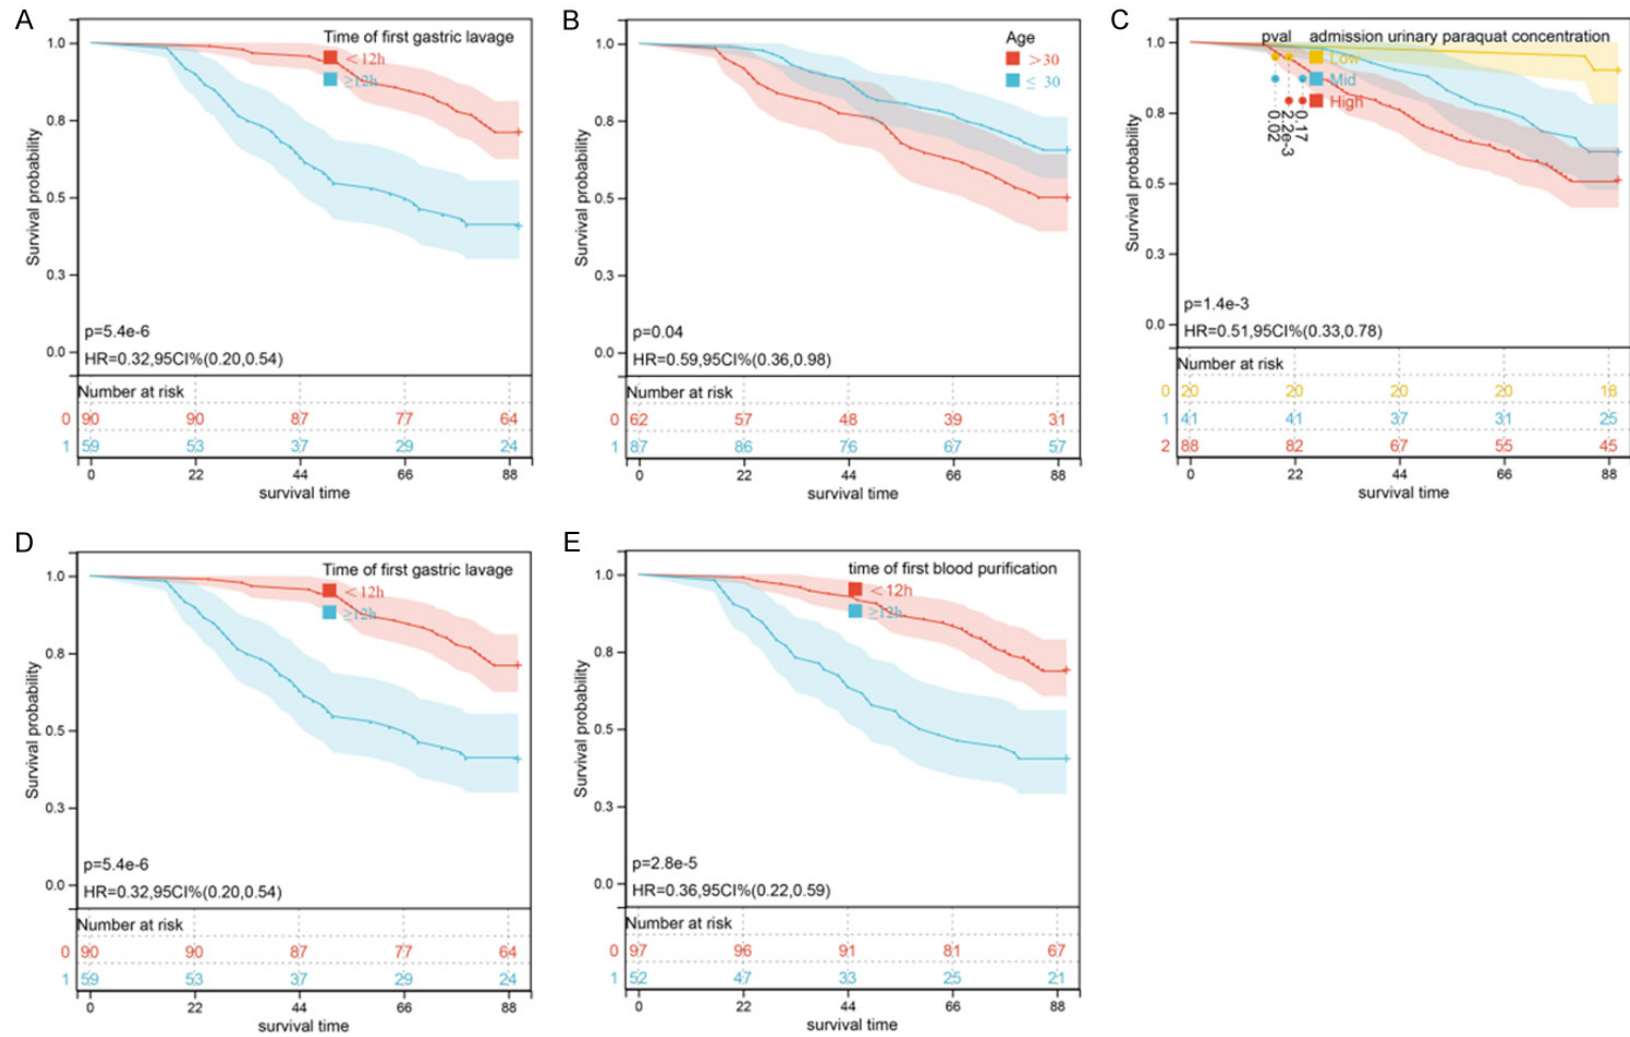 A
Time of first gastric lavage
<12h
≥12h
1.0
0.8
0.5
0.3
0.0
Survival probability
p=5.4e-6
HR=0.32,95CI%(0.20,0.54)
Number at risk
0 90 90 87 77 64
1 59 53 37 29 24
0 22 44 66 88
survival time
B
Age
>30
≤ 30
1.0
0.8
0.5
0.3
0.0
Survival probability
p=0.04
HR=0.59,95CI%(0.36,0.98)
Number at risk
0 62 57 48 39 31
1 87 86 76 67 57
0 22 44 66 88
survival time
C
pval admission urinary paraquat concentration
Low
Mid
High
0.02
2.2e-3
0.17
1.0
0.8
0.5
0.3
0.0
Survival probability
p=1.4e-3
HR=0.51,95CI%(0.33,0.78)
Number at risk
0 20 20 20 20 18
1 41 41 37 31 25
2 88 82 67 55 45
0 22 44 66 88
survival time
D
Time of first gastric lavage
<12h
≥12h
1.0
0.8
0.5
0.3
0.0
Survival probability
p=5.4e-6
HR=0.32,95CI%(0.20,0.54)
Number at risk
0 90 90 87 77 64
1 59 53 37 29 24
0 22 44 66 88
survival time
E
time of first blood purification
<12h
≥12h
1.0
0.8
0.5
0.3
0.0
Survival probability
p=2.8e-5
HR=0.36,95CI%(0.22,0.59)
Number at risk
0 97 96 91 81 67
1 52 47 33 25 21
0 22 44 66 88
survival time